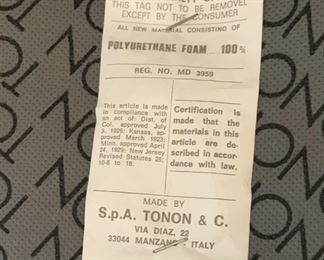 THIS TAG NOT TO BE REMOVED
EXCEPT BY THE CONSUMER
ALL NEW MATERIAL CONSISTING OF
POLYURETHANE FOAM 100%
REG. NO. MD 3959
This article is made
in compliance with
an act of: Dist. of
Col. approved July
3, 1926; Kansas, ap-
proved March 1923;
Minn. approved April
24, 1929; New Jersey
Revised Statutes 26:
10-6 to 18.
Certification is
made that the
materials in this
article are de-
scribed in accor-
dance with law.
MADE BY
S.p.A. TONON & C.
VIA DIAZ, 22
33044 MANZANO - ITALY